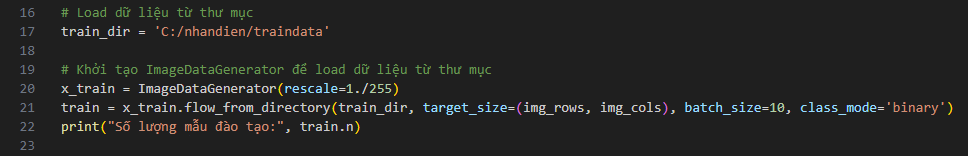 16 # Load dữ liệu từ thư mục
17 train_dir = 'C:/nhandien/traindata'
18
19 # Khởi tạo ImageDataGenerator để load dữ liệu từ thư mục
20 x_train = ImageDataGenerator(rescale=1./255)
21 train = x_train.flow_from_directory(train_dir, target_size=(img_rows, img_cols), batch_size=10, class_mode='binary')
22 print("Số lượng mẫu đào tạo:", train.n)
23